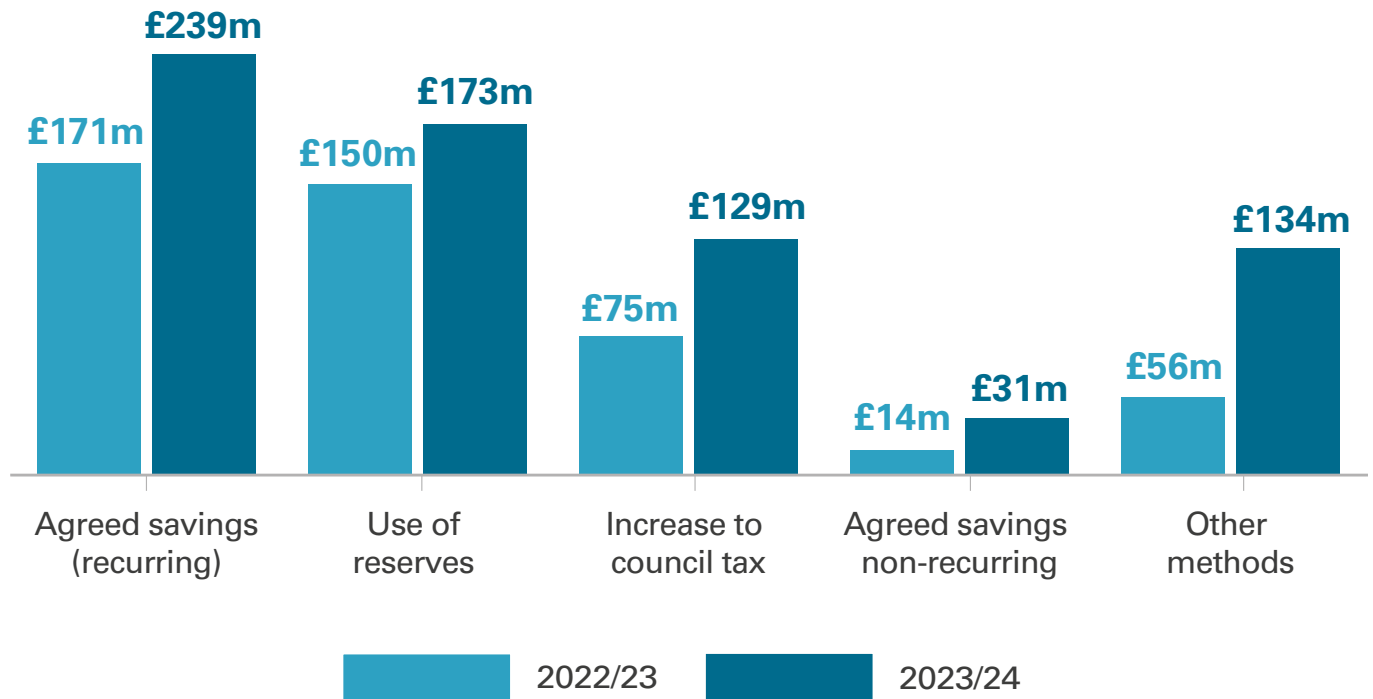 £239m
£171m
£173m
£150m
£129m
£75m
£31m
£14m
£134m
£56m
Agreed savings
(recurring)
Use of
reserves
Increase to
council tax
Agreed savings
non-recurring
Other
methods
2022/23
2023/24